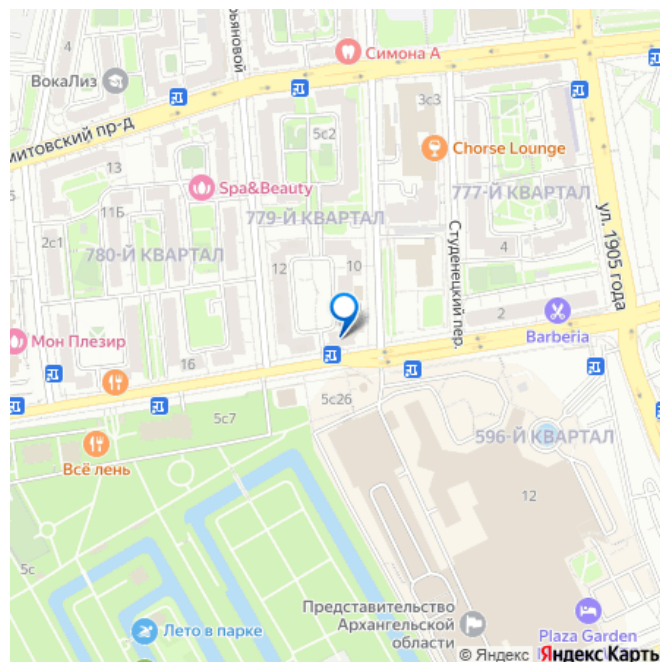 4
Симона А
ВокаЛиз
рьяновой
3с3
митовский пр-д
5с2
Chorse Lounge
13
Spa&Beauty
777-Й КВАРТАЛ
11Б
779-Й КВАРТАЛ
2с1
780-Й КВАРТАЛ
4
ул. 1905 года
12
10
Студенецкий пер.
2
Мон Плезир
Barberia
16
5с26
5с7
596-Й КВАРТАЛ
Всё лень
12
5с
Представительство
Архангельской
области
Лето в парке
Plaza Garden
© Яндекс Яндекс Карты